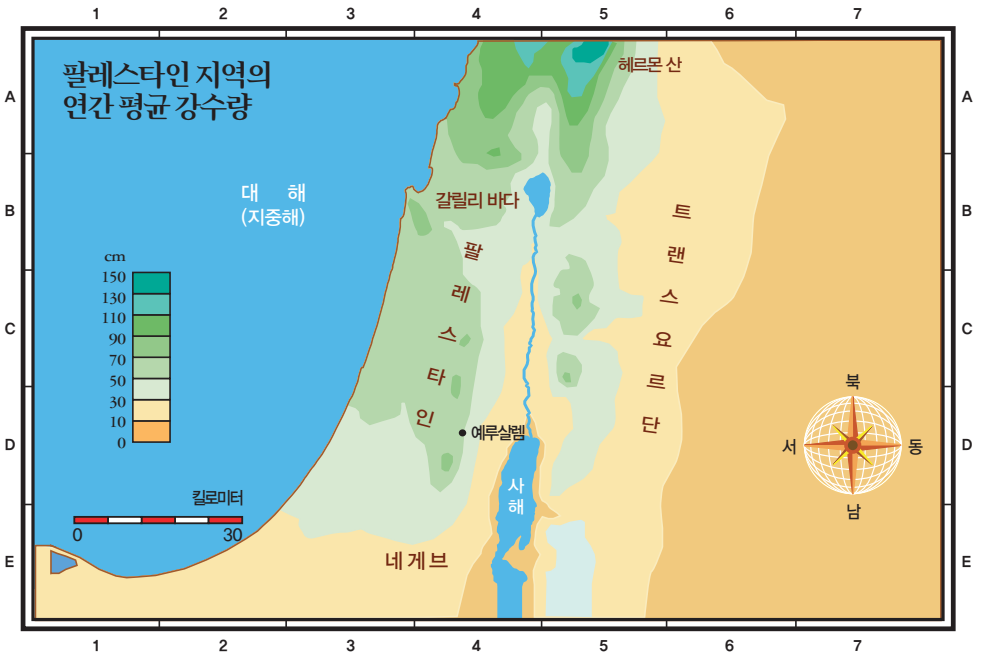 1 2 3 4 5 6 7
팔레스타인 지역의
연간 평균 강수량
헤르몬 산
A A
대 해
(지중해)
갈릴리 바다
B B
트랜스요르단
팔레스타인
cm
150
130
110
90
70
50
30
10
0
C C
예루살렘
D D
사해
북
서 동
남
킬로미터
0 30
네게브
E E
1 2 3 4 5 6 7